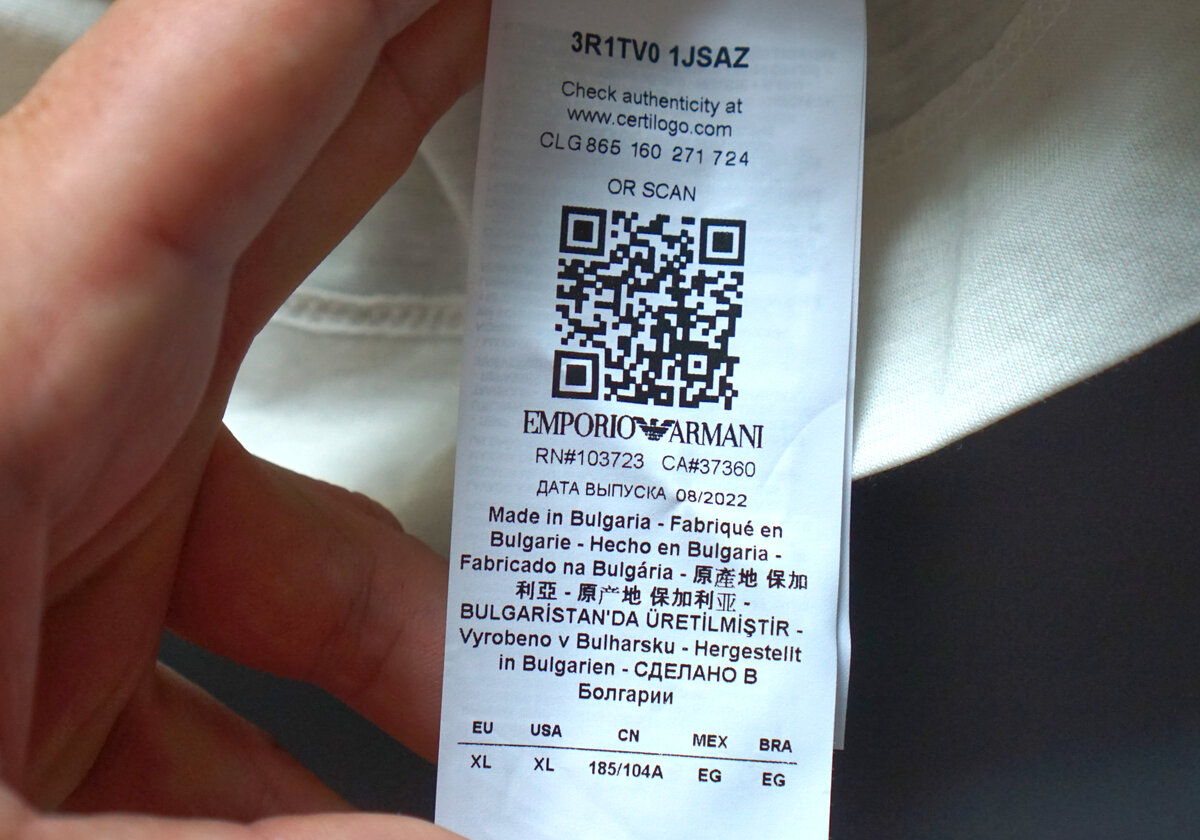 3R1TV0 1JSAZ
Check authenticity at
www.certilogo.com
CLG 865 160 271 724
OR SCAN
EMPORIO ARMANI
RN#103723 CA#37360
ДАТА ВЫПУСКА 08/2022
Made in Bulgaria - Fabriqué en
Bulgarie - Hecho en Bulgaria -
Fabricado na Bulgária - 原產地 保加
利亞 - 原产地 保加利亚 -
BULGARİSTAN'DA ÜRETİLMİŞTİR -
Vyrobeno v Bulharsku - Hergestellt
in Bulgarien - СДЕЛАНО В
Болгарии
EU USA CN MEX BRA
XL XL 185/104A EG EG